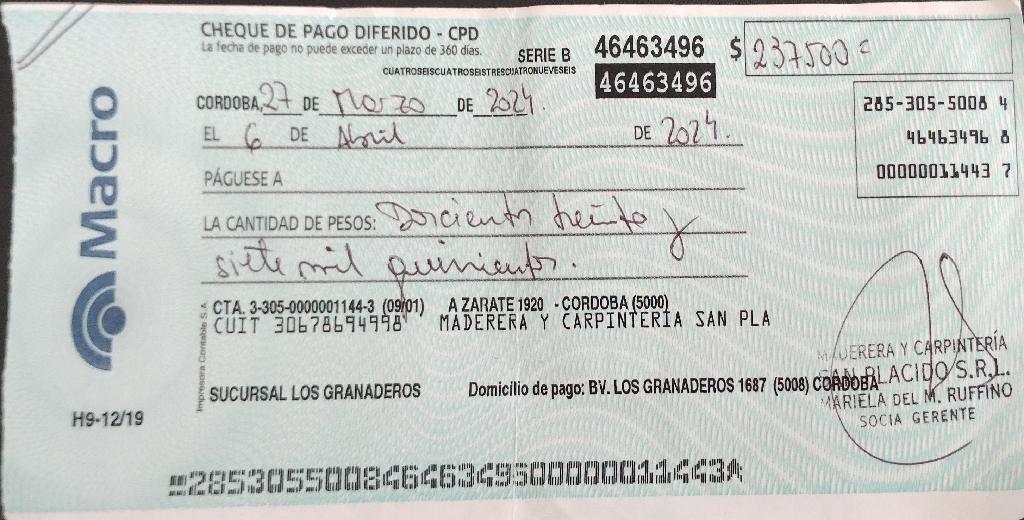 CHEQUE DE PAGO DIFERIDO - CPD
La fecha de pago no puede exceder un plazo de 360 días.
SERIE B 46463496 $ 237500
CUATROSEISCUATROSEISTRESCUATRONUEVESEIS
46463496
CORDOBA, 27 DE Marzo DE 2024.
285-305-5008 4
EL 6 DE Abril DE 2024.
46463496 8
00000011443 7
PÁGUESE A
LA CANTIDAD DE PESOS: Dorciento treinta y
siete mil quinientos.
Macro
CTA. 3-305-0000001144-3 (09/01) A ZARATE 1920 - CORDOBA (5000)
CUIT 30678694998 MADERERA Y CARPINTERIA SAN PLA
Impresora Contable S.A.
SUCURSAL LOS GRANADEROS Domicilio de pago: BV. LOS GRANADEROS 1687 (5008) CORDOBA
MADERERA Y CARPINTERÍA
SAN PLACIDO S.R.L.
MARIELA DEL M. RUFFINO
SOCIA GERENTE
H9-12/19